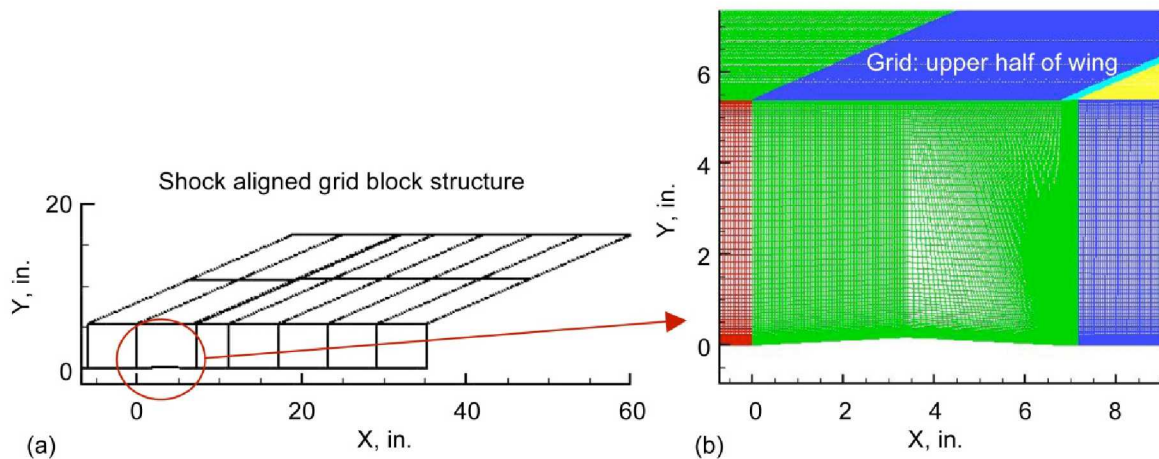 Shock aligned grid block structure
20
Y, in.
0
0
20
40
60
X, in.
(a)
Grid: upper half of wing
6
4
Y, in.
2
0
0
2
4
6
8
X, in.
(b)